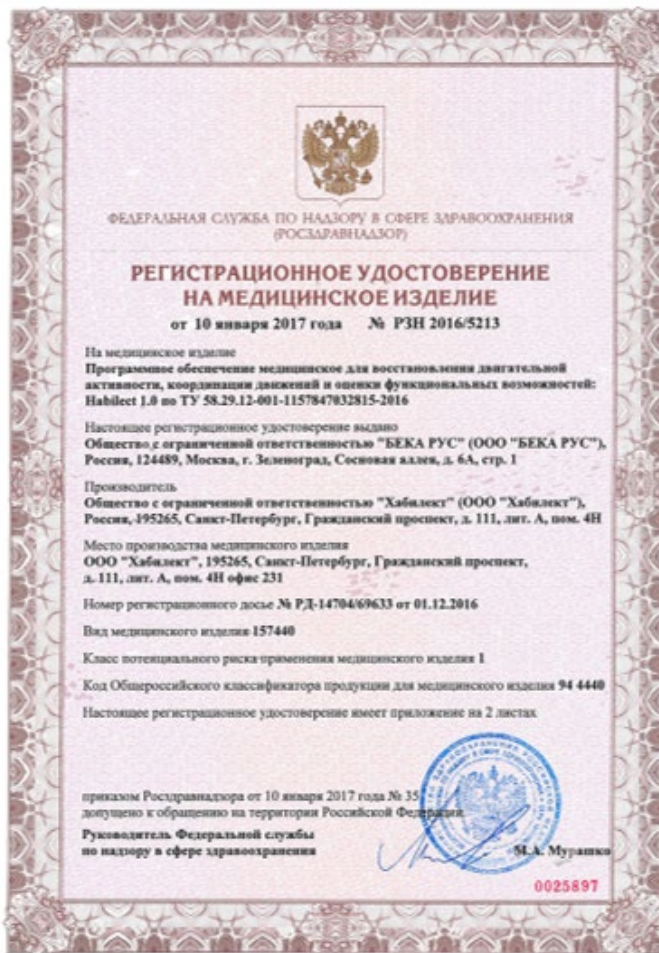 ФЕДЕРАЛЬНАЯ СЛУЖБА ПО НАДЗОРУ В СФЕРЕ ЗДРАВООХРАНЕНИЯ
(РОСЗДРАВНАДЗОР)
РЕГИСТРАЦИОННОЕ УДОСТОВЕРЕНИЕ
НА МЕДИЦИНСКОЕ ИЗДЕЛИЕ
от 10 января 2017 года № РЗН 2016/5213
На медицинское изделие
Программное обеспечение медицинское для восстановления двигательной
активности, координации движений и оценки функциональных возможностей:
Habilect 1.0 по ТУ 58.29.12-001-1157847032815-2016
Настоящее регистрационное удостоверение выдано
Общество с ограниченной ответственностью "БЕКА РУС" (ООО "БЕКА РУС"),
Россия, 124489, Москва, г. Зеленоград, Сосновая аллея, д. 6А, стр. 1
Производитель
Общество с ограниченной ответственностью "Хабилект" (ООО "Хабилект"),
Россия, 195265, Санкт-Петербург, Гражданский проспект, д. 111, лит. А, пом. 4Н
Место производства медицинского изделия
ООО "Хабилект", 195265, Санкт-Петербург, Гражданский проспект,
д. 111, лит. А, пом. 4Н офис 231
Номер регистрационного досье № РД-14704/69633 от 01.12.2016
Вид медицинского изделия 157440
Класс потенциального риска применения медицинского изделия 1
Код Общероссийского классификатора продукции для медицинского изделия 94 4440
Настоящее регистрационное удостоверение имеет приложение на 2 листах
приказом Росздравнадзора от 10 января 2017 года № 35
допущено к обращению на территории Российской Федерации.
Руководитель Федеральной службы
по надзору в сфере здравоохранения
М.А. Мурашко
0025897